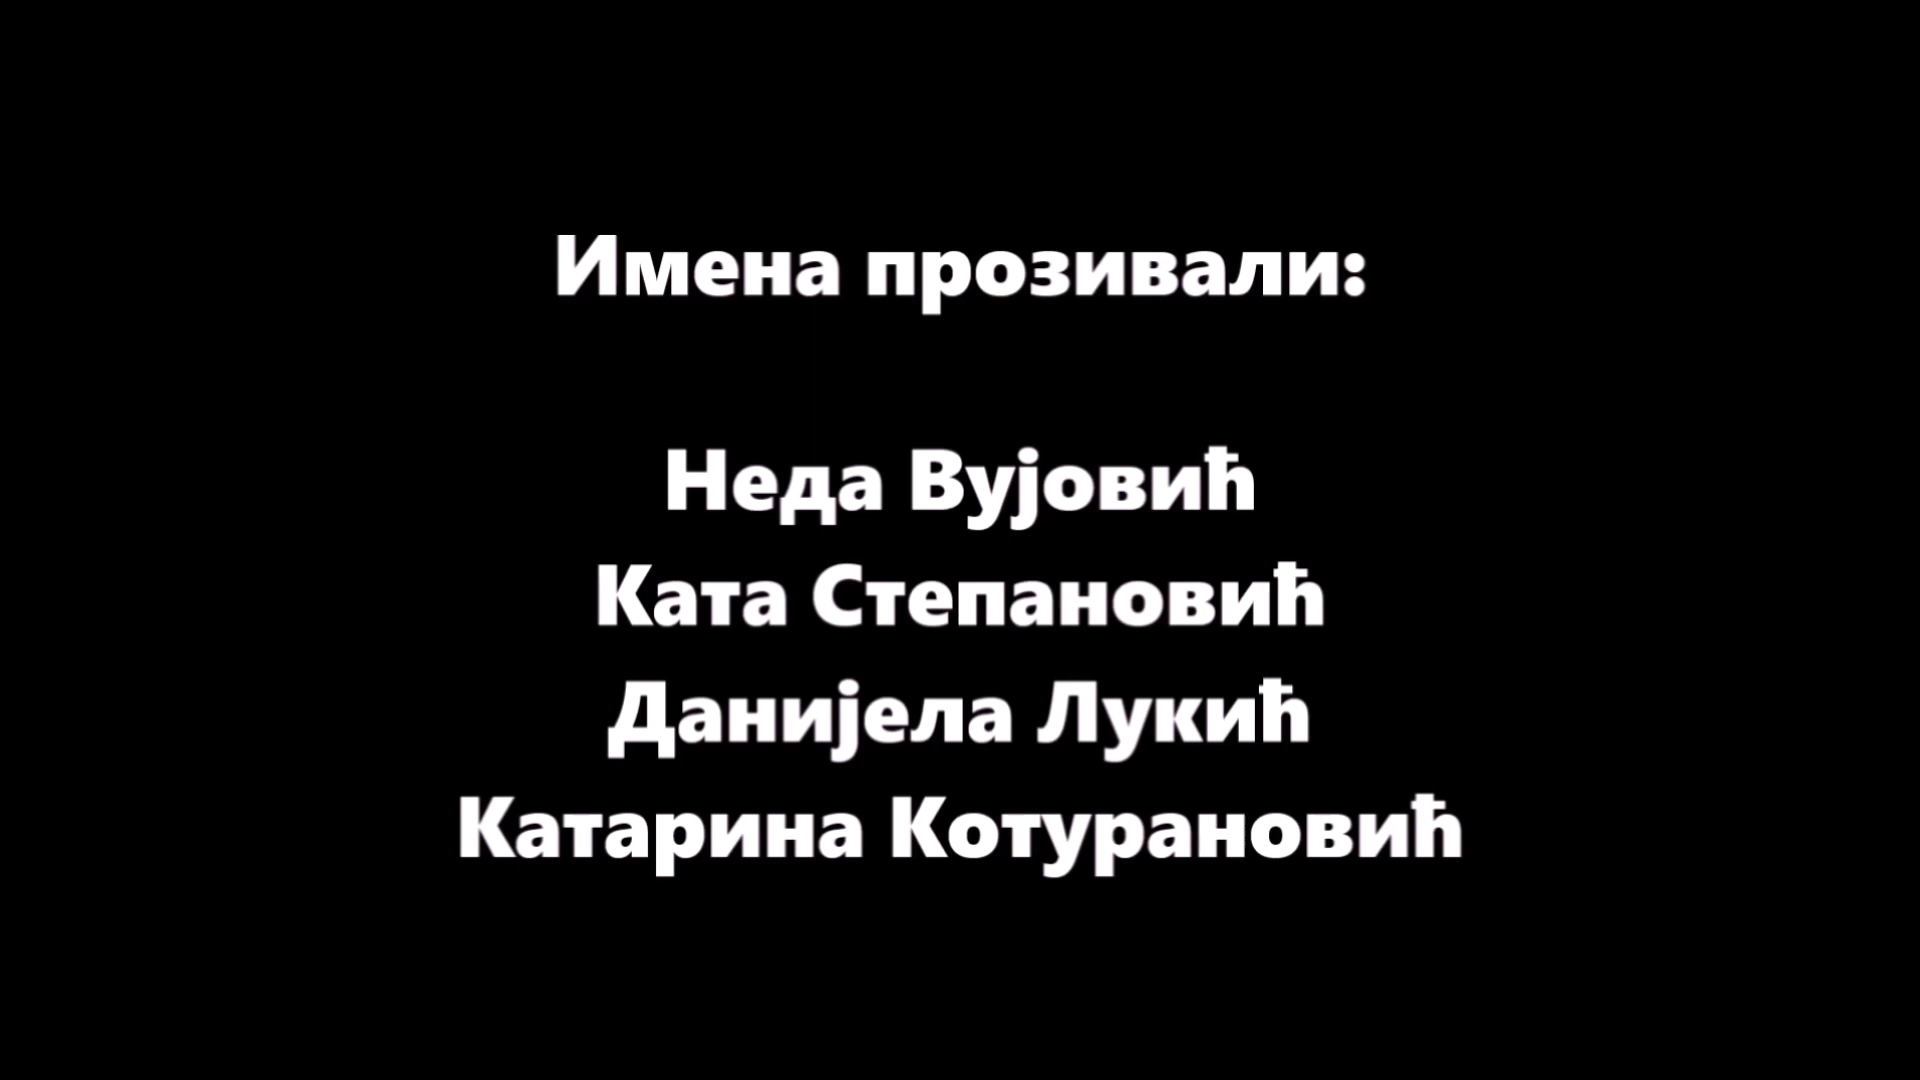 Имена прозивали:
Неда Вујовић
Ката Степановић
Данијела Лукић
Катарина Котурановић